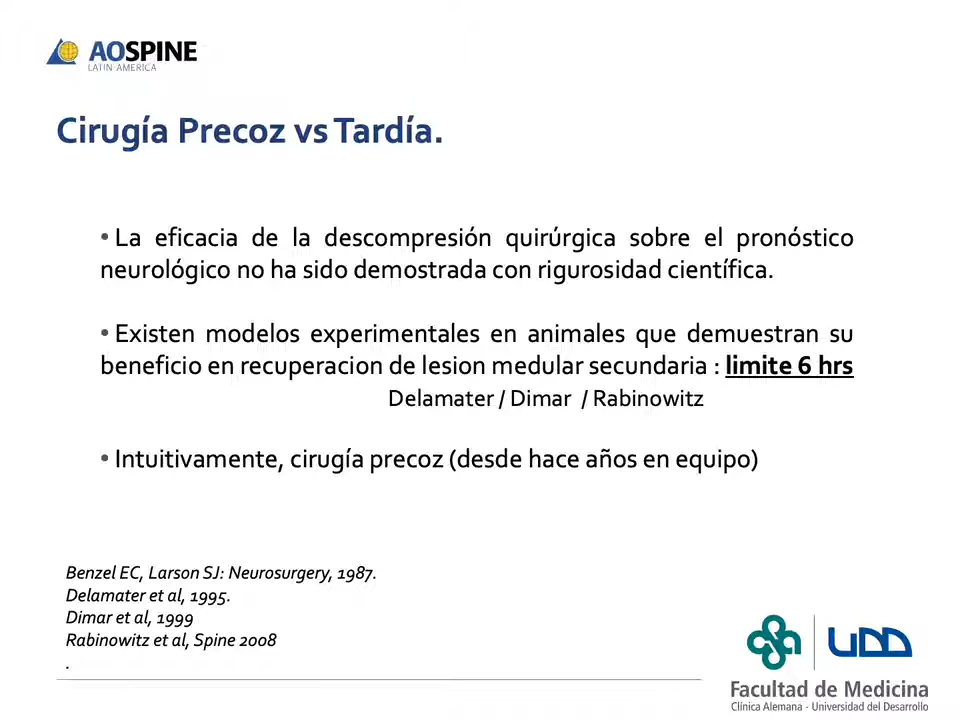 AOSPINE
LATIN AMERICA
Cirugía Precoz vs Tardía.
• La eficacia de la descompresión quirúrgica sobre el pronóstico
neurológico no ha sido demostrada con rigurosidad científica.
• Existen modelos experimentales en animales que demuestran su
beneficio en recuperacion de lesion medular secundaria : limite 6 hrs
Delamater / Dimar / Rabinowitz
• Intuitivamente, cirugía precoz (desde hace años en equipo)
Benzel EC, Larson SJ: Neurosurgery, 1987.
Delamater et al, 1995.
Dimar et al, 1999
Rabinowitz et al, Spine 2008
.
UDD
Facultad de Medicina
Clínica Alemana - Universidad del Desarrollo